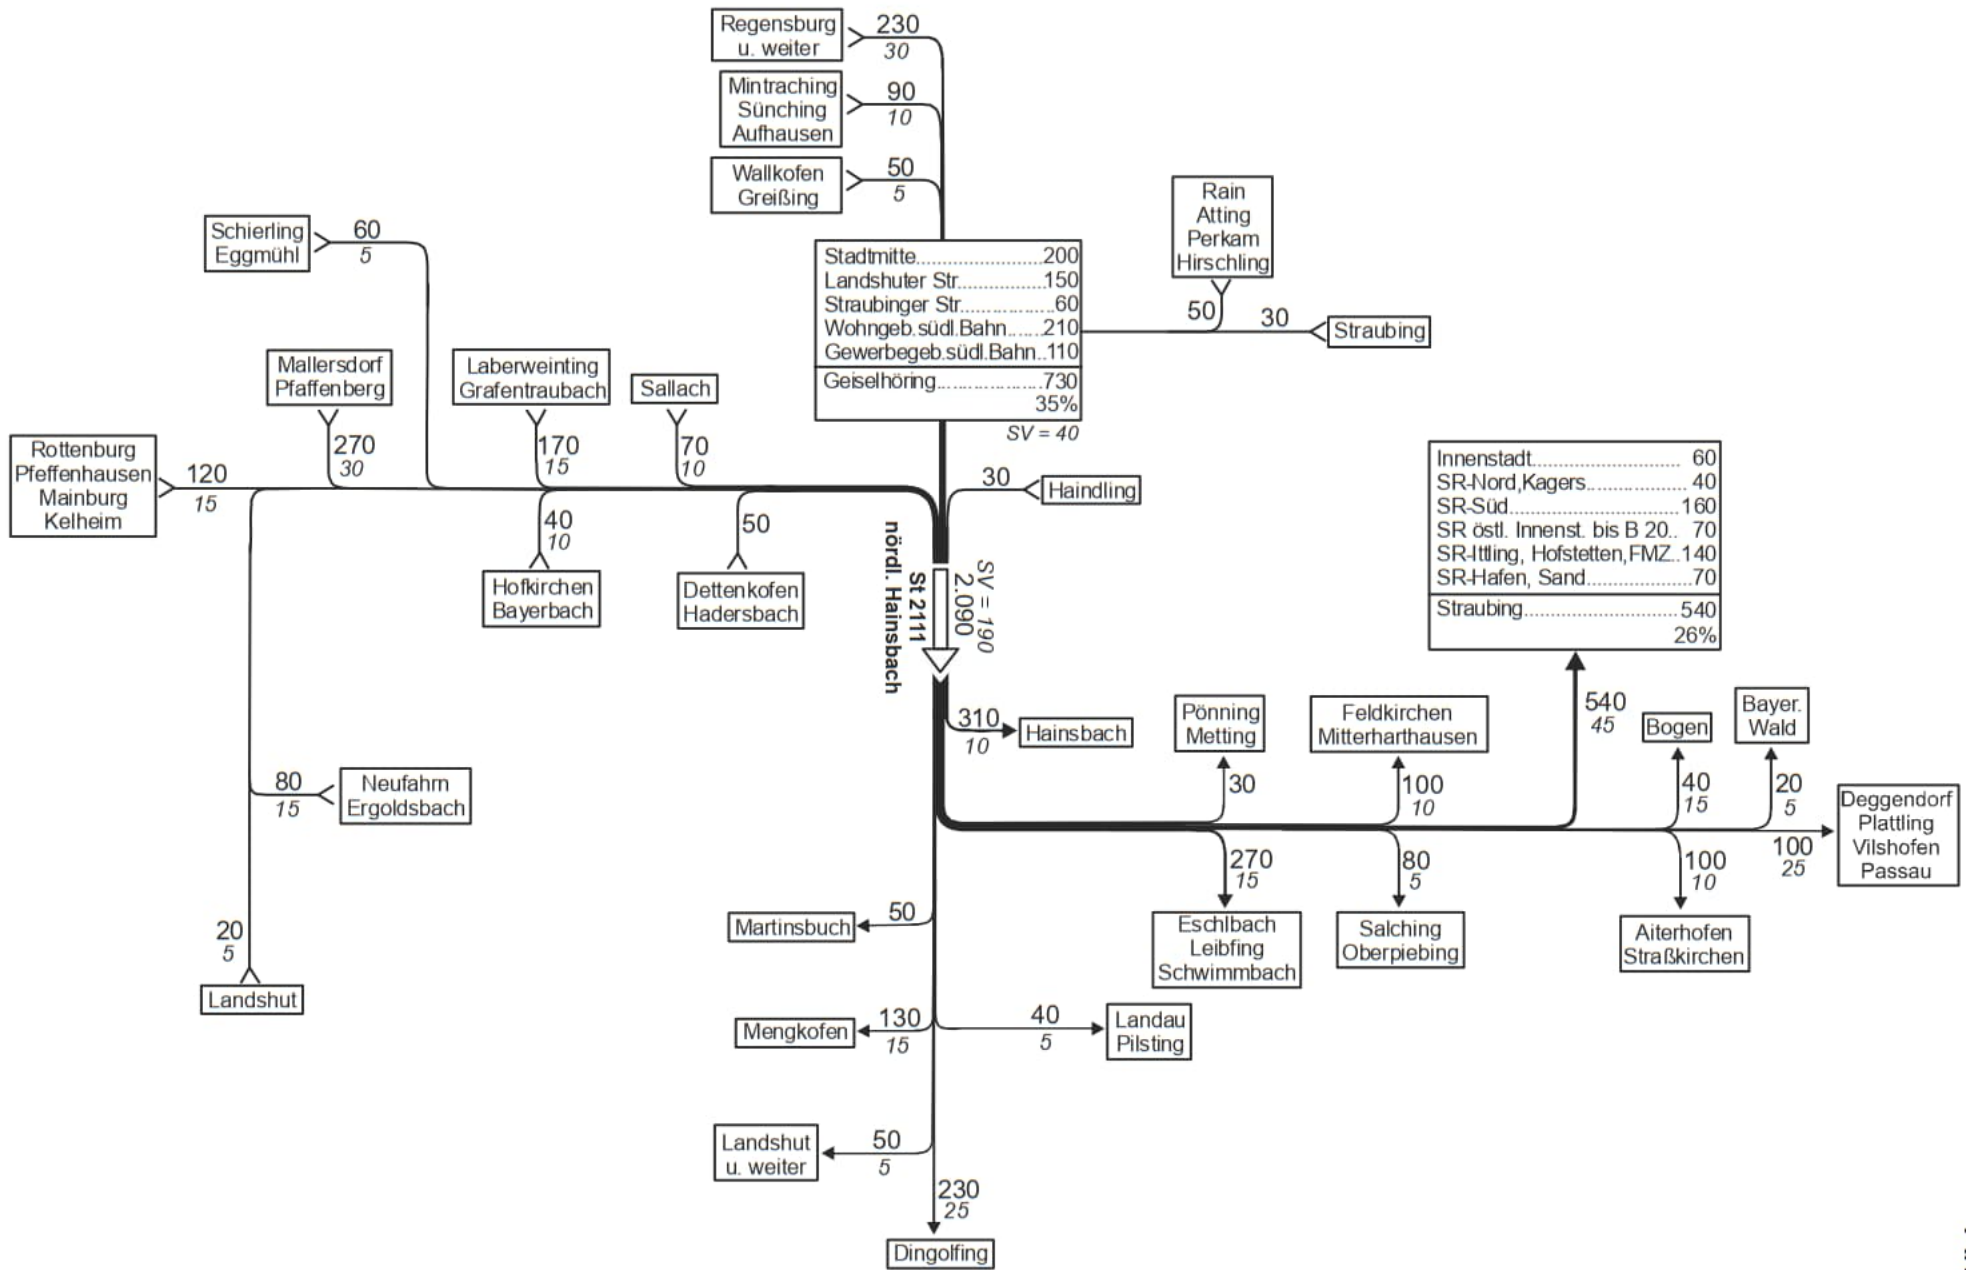 Regensburg
u. weiter
230
30
Mintraching
Sünching
Aufhausen
90
10
Wallkofen
Greißing
50
5
Rain
Atting
Perkam
Hirschling
50
30
Straubing
Schierling
Eggmühl
60
5
Stadtmitte........................200
Landshuter Str................150
Straubinger Str..................60
Wohngeb.südl.Bahn.......210
Gewerbegeb.südl.Bahn..110
Geiselhöring....................730
35%
SV = 40
Mallersdorf
Pfaffenberg
270
30
Laberweinting
Grafentraubach
170
15
Sallach
70
10
Rottenburg
Pfeffenhausen
Mainburg
Kelheim
120
15
30
Haindling
40
10
Hofkirchen
Bayerbach
50
Dettenkofen
Hadersbach
nördl. Hainsbach
St 2111
2.090
SV = 190
Innenstadt............................ 60
SR-Nord,Kagers................... 40
SR-Süd................................160
SR östl. Innenst. bis B 20.. 70
SR-Ittling, Hofstetten,FMZ..140
SR-Hafen, Sand...................70
Straubing............................. 540
26%
540
45
310
10
Hainsbach
Pönning
Metting
30
Feldkirchen
Mitterharthausen
100
10
Bogen
40
15
Bayer.
Wald
20
5
Deggendorf
Plattling
Vilshofen
Passau
100
25
80
15
Neufahrn
Ergoldsbach
20
5
Landshut
270
15
Eschlbach
Leibfing
Schwimmbach
80
5
Salching
Oberpiebing
100
10
Aiterhofen
Straßkirchen
Martinsbuch
50
Mengkofen
130
15
40
5
Landau
Pilsting
Landshut
u. weiter
50
5
230
25
Dingolfing